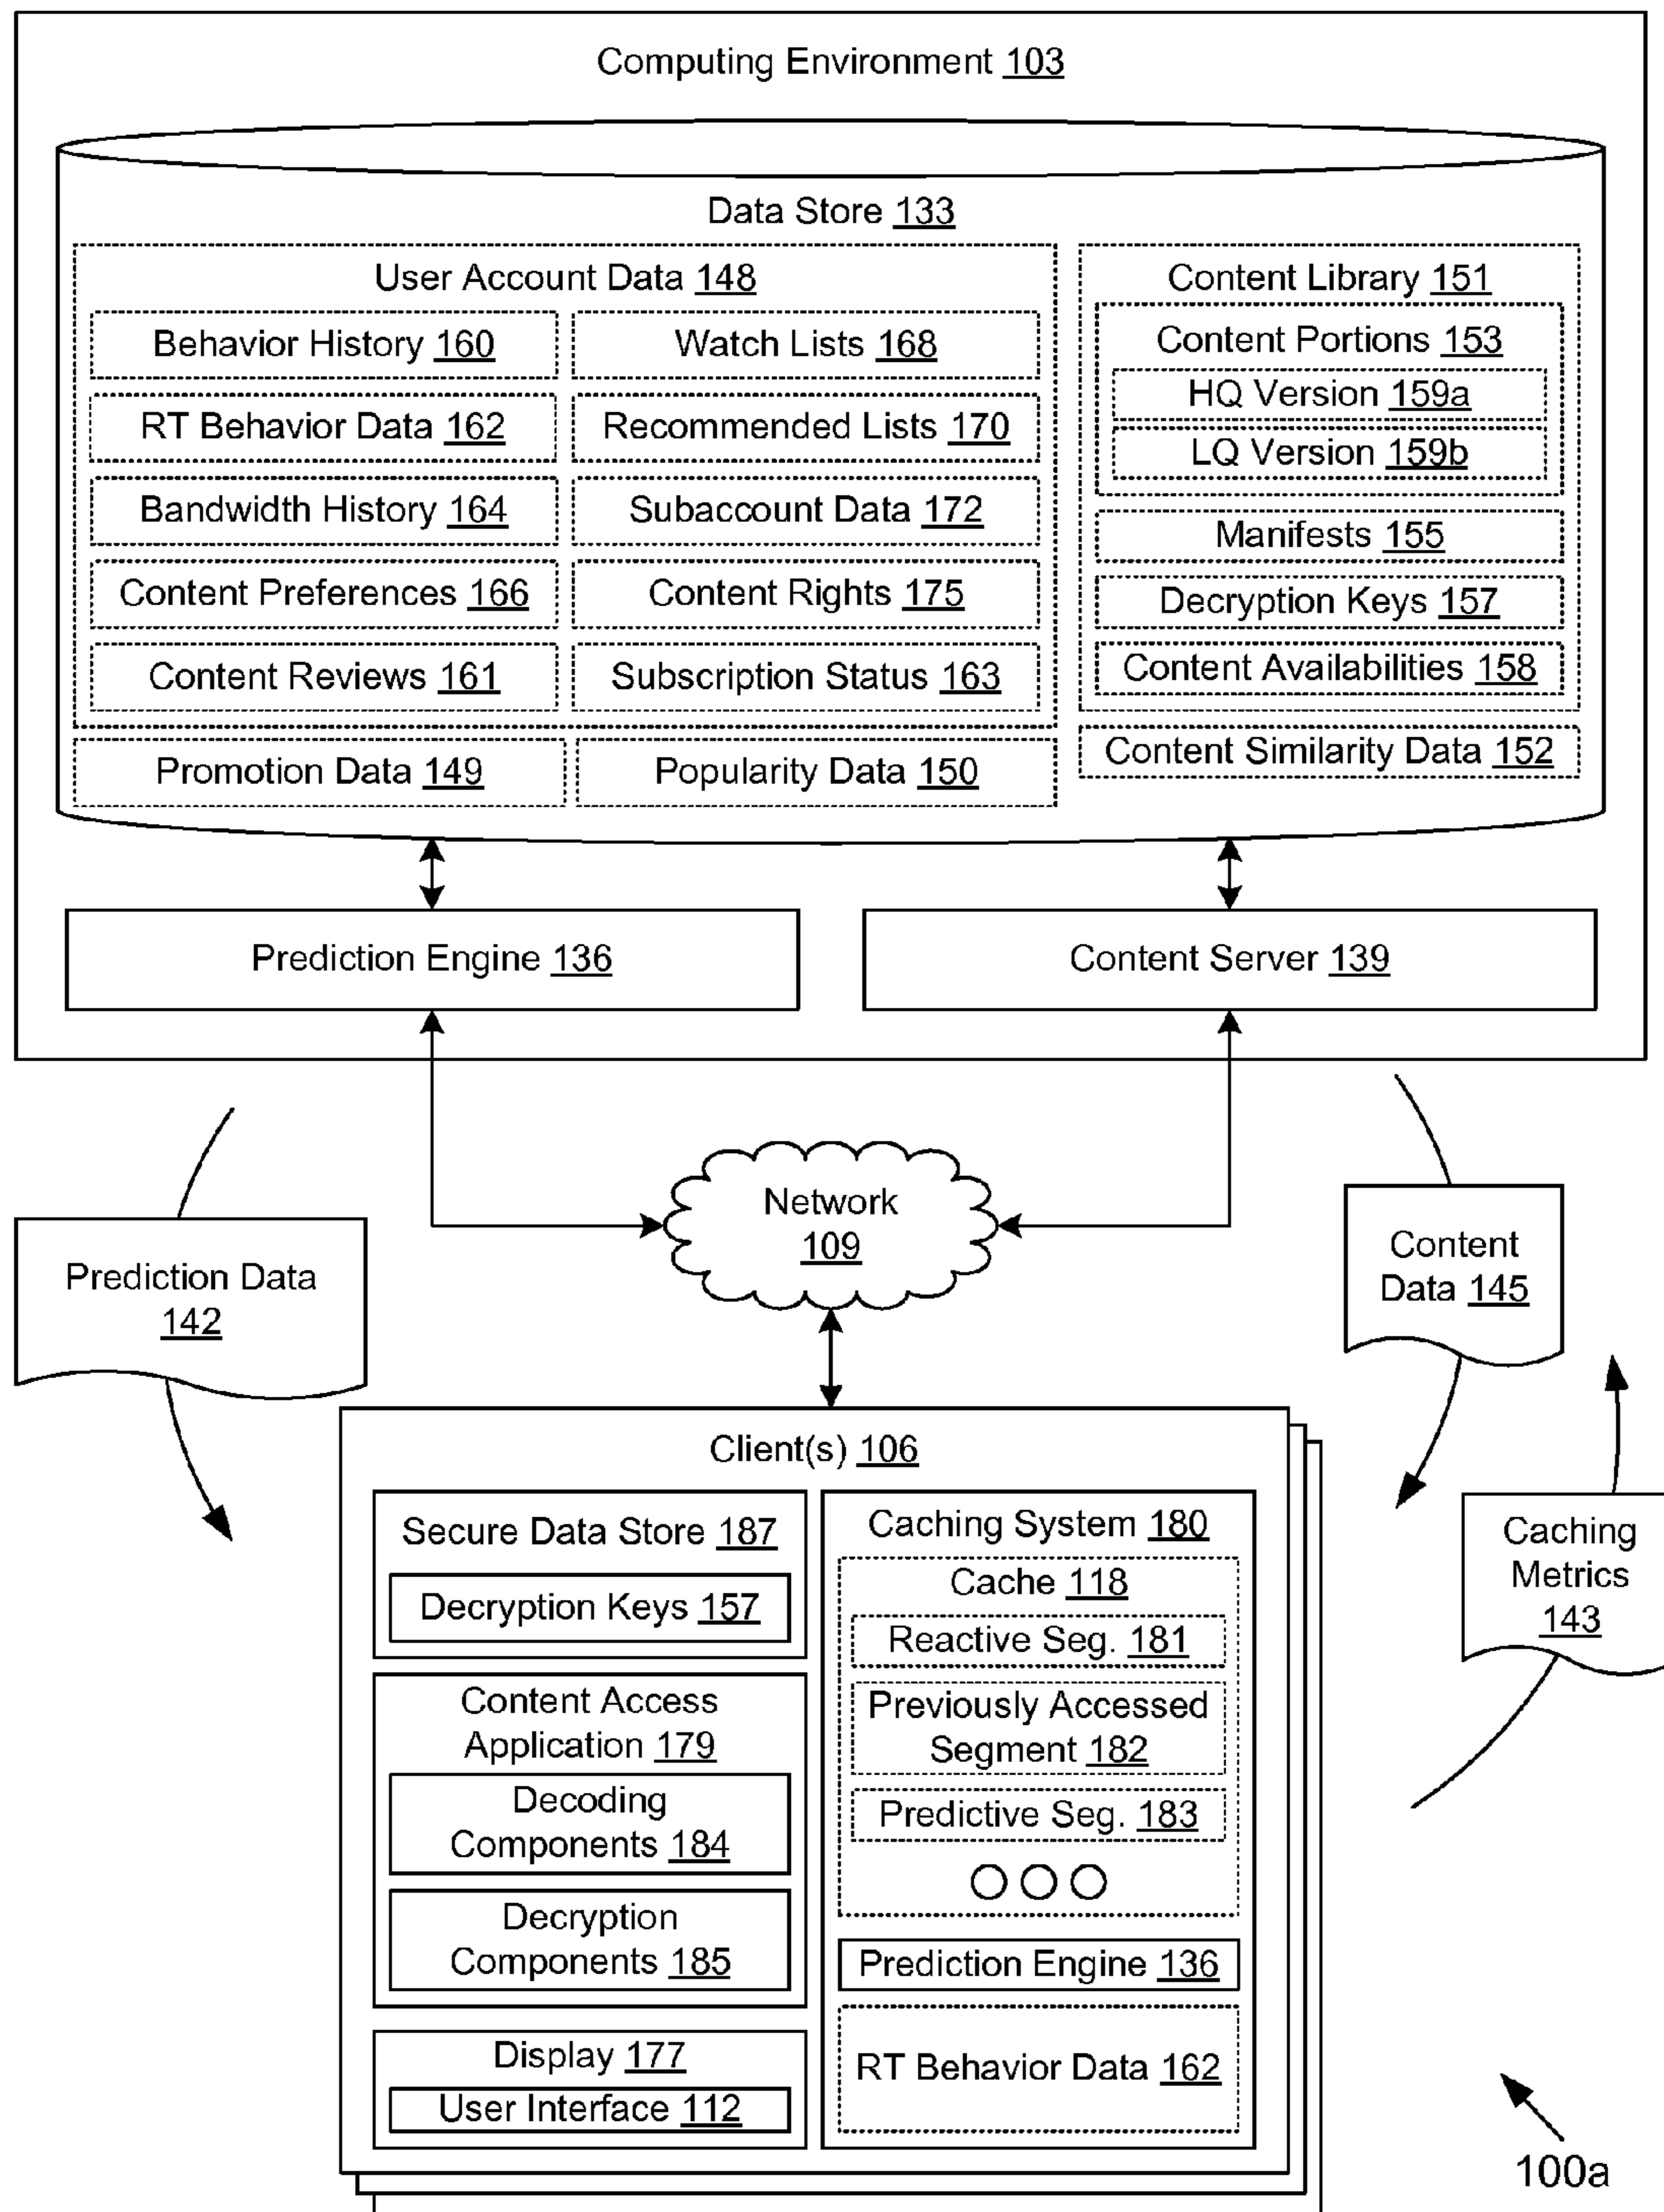 Computing Environment 103
Data Store 133
User Account Data 148
Behavior History 160
Watch Lists 168
RT Behavior Data 162
Recommended Lists 170
Bandwidth History 164
Subaccount Data 172
Content Preferences 166
Content Rights 175
Content Reviews 161
Subscription Status 163
Promotion Data 149
Popularity Data 150
Content Library 151
Content Portions 153
HQ Version 159a
LQ Version 159b
Manifests 155
Decryption Keys 157
Content Availabilities 158
Content Similarity Data 152
Prediction Engine 136
Content Server 139
Network
109
Prediction Data
142
Content
Data 145
Caching
Metrics
143
Client(s) 106
Secure Data Store 187
Decryption Keys 157
Content Access
Application 179
Decoding
Components 184
Decryption
Components 185
Display 177
User Interface 112
Caching System 180
Cache 118
Reactive Seg. 181
Previously Accessed
Segment 182
Predictive Seg. 183
Prediction Engine 136
RT Behavior Data 162
100a